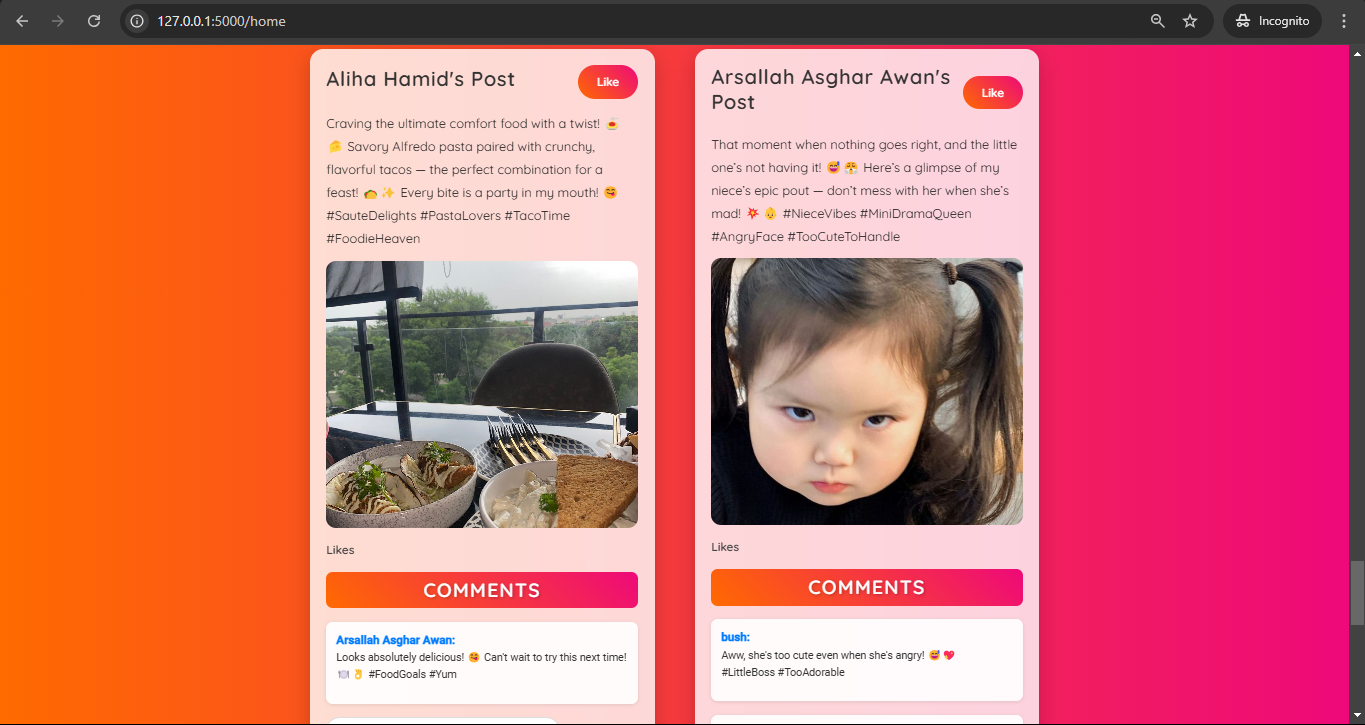 127.0.0.1:5000/home
Incognito
Aliha Hamid's Post
Like
Craving the ultimate comfort food with a twist! 🍝
🧀 Savory Alfredo pasta paired with crunchy,
flavorful tacos — the perfect combination for a
feast! 🌮 ✨ Every bite is a party in my mouth! 🥰
#SauteDelights #PastaLovers #TacoTime
#FoodieHeaven
Likes
COMMENTS
Arsallah Asghar Awan:
Looks absolutely delicious! 🥰 Can't wait to try this next time!
🍽️ 👌 #FoodGoals #Yum
Arsallah Asghar Awan's
Post
Like
That moment when nothing goes right, and the little
one's not having it! 😅 😤 Here's a glimpse of my
niece's epic pout — don't mess with her when she's
mad! 💥 👶 #NieceVibes #MiniDramaQueen
#AngryFace #TooCuteToHandle
Likes
COMMENTS
bush:
Aww, she's too cute even when she's angry! 😅 💖
#LittleBoss #TooAdorable